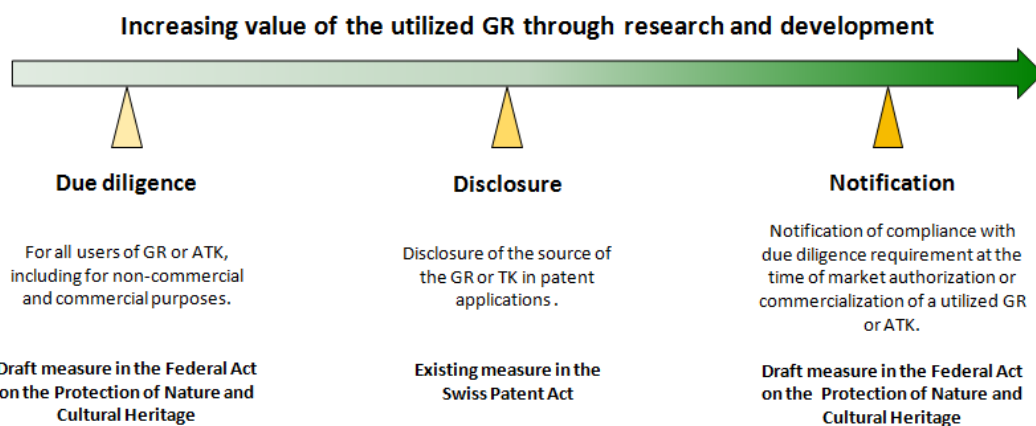 Increasing value of the utilized GR through research and development
Due diligence
For all users of GR or ATK,
including for non-commercial
and commercial purposes.
Draft measure in the Federal Act
on the Protection of Nature and
Cultural Heritage
Disclosure
Disclosure of the source of
the GR or TK in patent
applications .
Existing measure in the
Swiss Patent Act
Notification
Notification of compliance with
due diligence requirement at the
time of market authorization or
commercialization of a utilized GR
or ATK.
Draft measure in the Federal Act
on the Protection of Nature and
Cultural Heritage